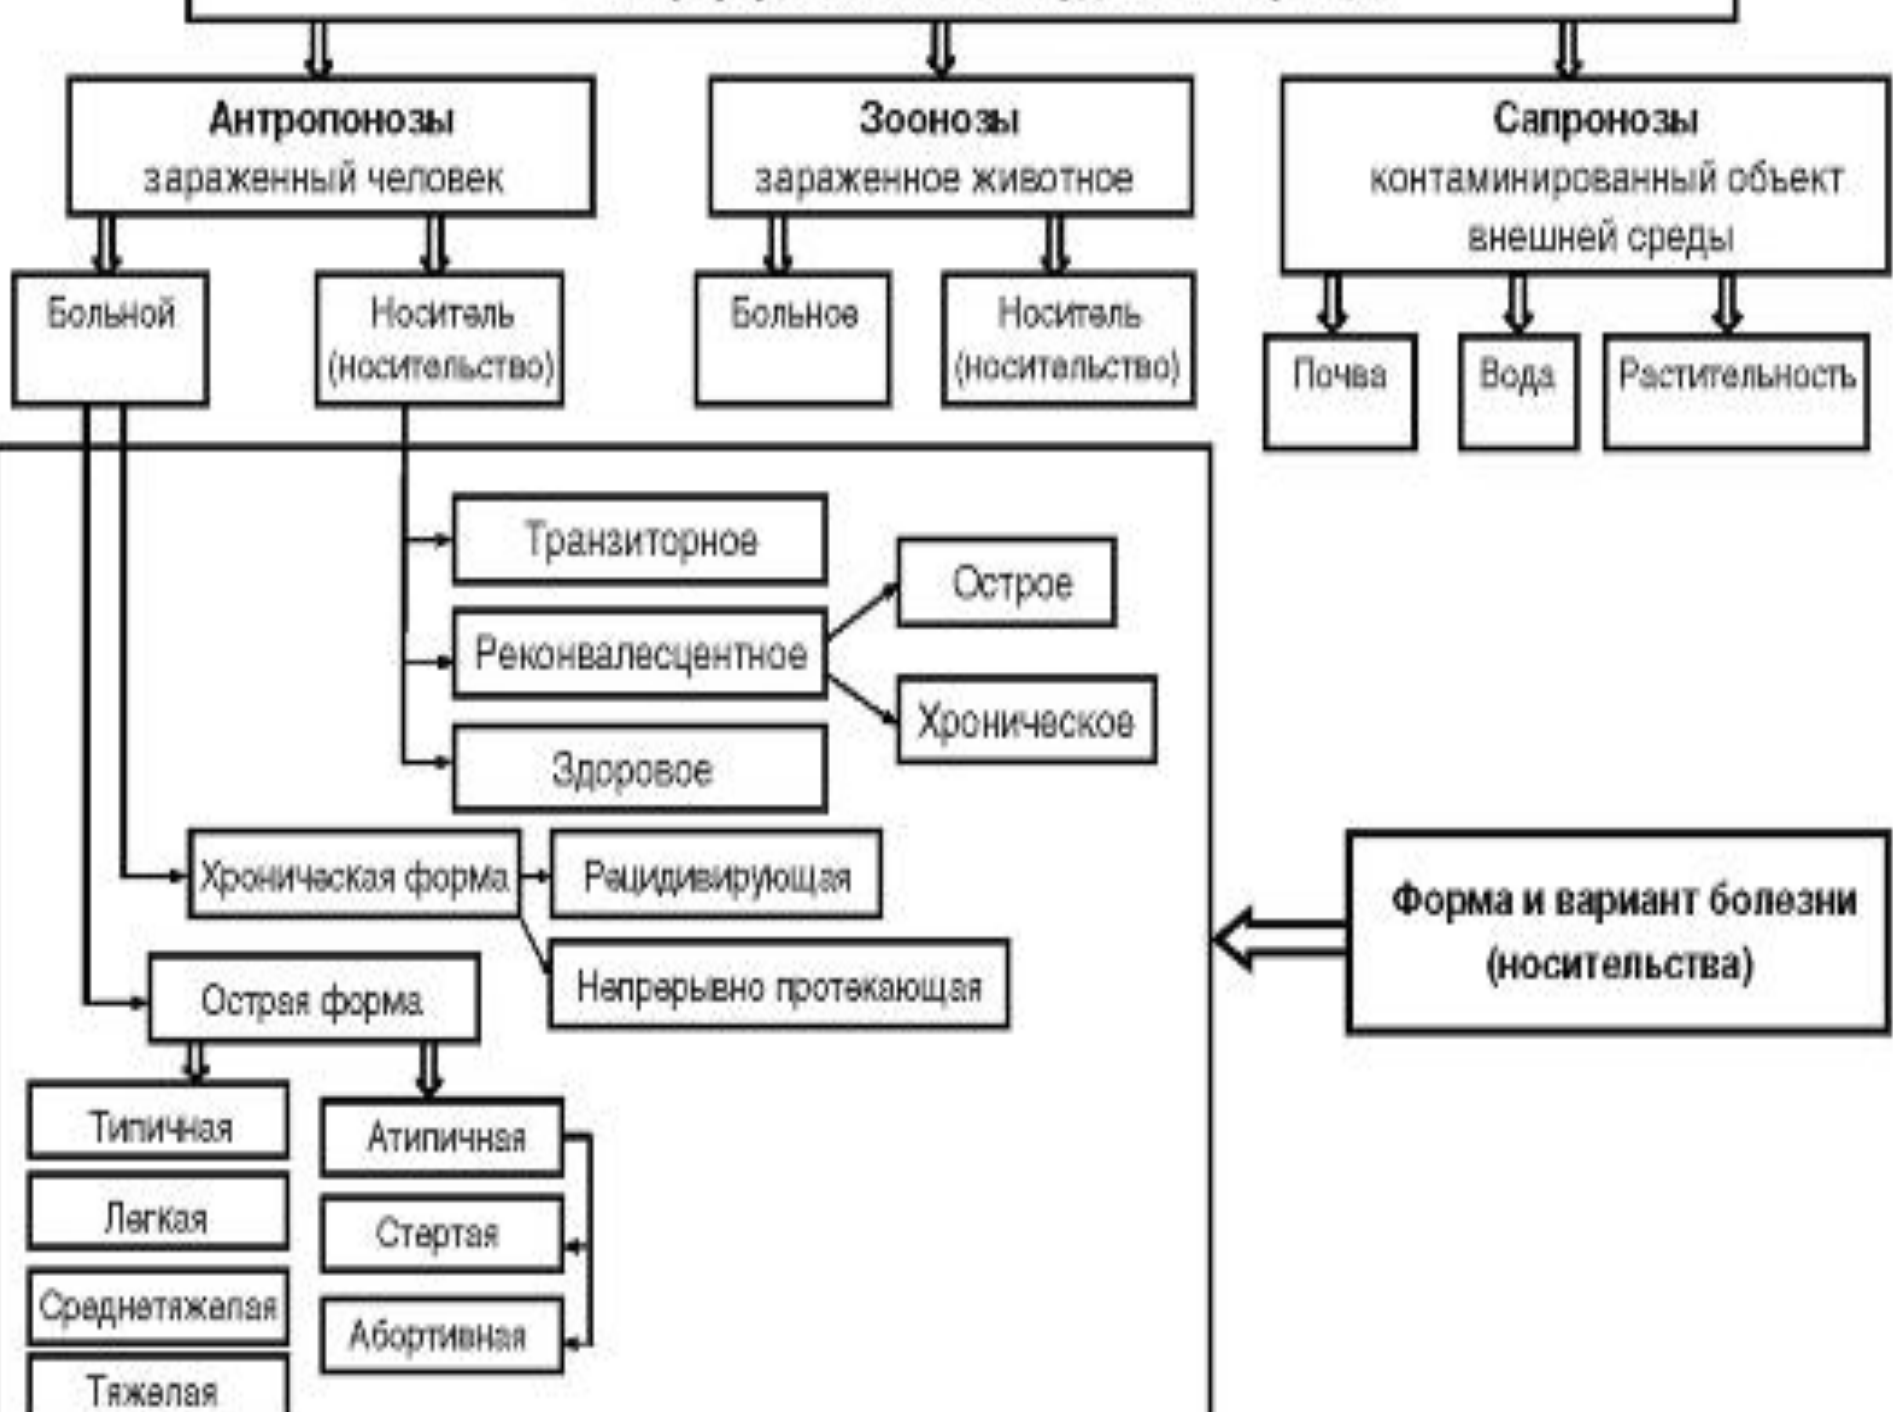 Антропонозы
зараженный человек
Зоонозы
зараженное животное
Сапронозы
контаминированный объект
внешней среды
Больной
Носитель
(носительство)
Больное
Носитель
(носительство)
Почва
Вода
Растительность
Транзиторное
Острое
Реконвалесцентное
Хроническое
Здоровое
Хроническая форма
Рецидивирующая
Форма и вариант болезни
(носительства)
Непрерывно протекающая
Острая форма
Типичная
Атипичная
Легкая
Стертая
Среднетяжелая
Абортивная
Тяжелая